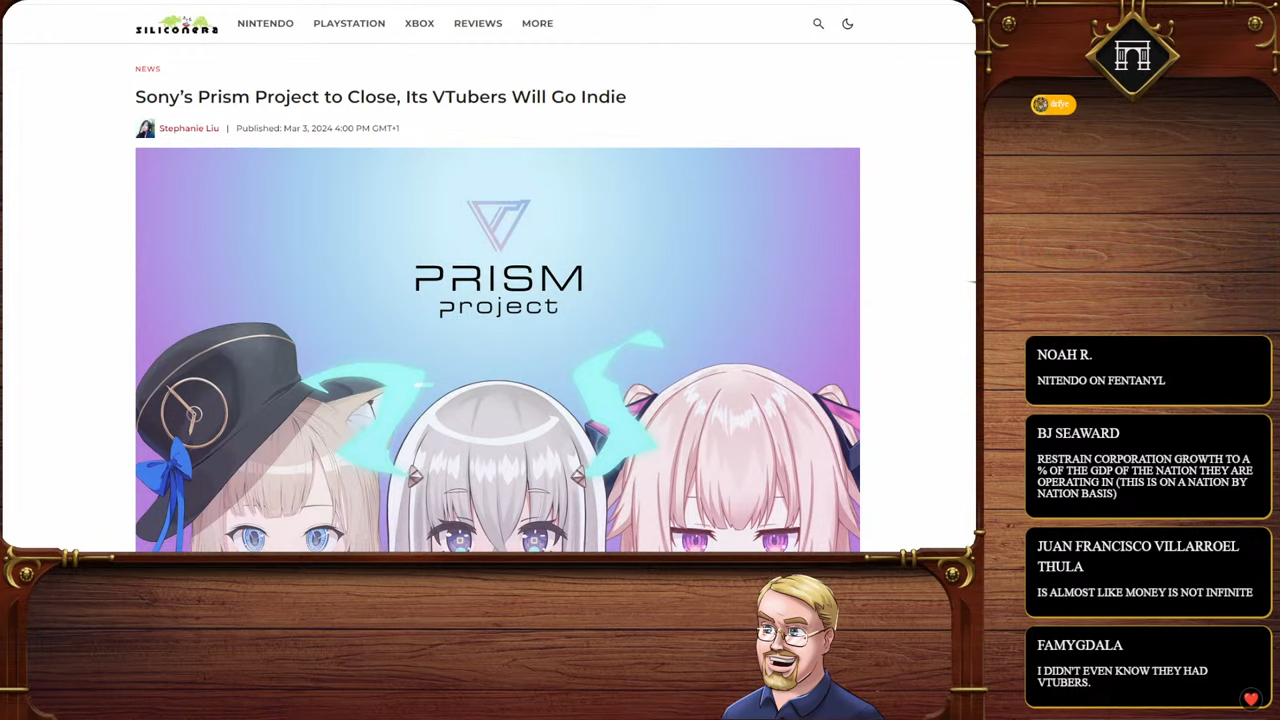 SILICONERA
NINTENDO
PLAYSTATION
XBOX
REVIEWS
MORE
NEWS
Sony's Prism Project to Close, Its VTubers Will Go Indie
Stephanie Liu | Published: Mar 3, 2024 4:00 PM GMT+1
PRISM
project
NOAH R.
NITENDO ON FENTANYL
BJ SEAWARD
RESTRAIN CORPORATION GROWTH TO A
% OF THE GDP OF THE NATION THEY ARE
OPERATING IN (THIS IS ON A NATION BY
NATION BASIS)
JUAN FRANCISCO VILLARROEL
THULA
IS ALMOST LIKE MONEY IS NOT INFINITE
FAMYGDALA
I DIDN'T EVEN KNOW THEY HAD
VTUBERS.